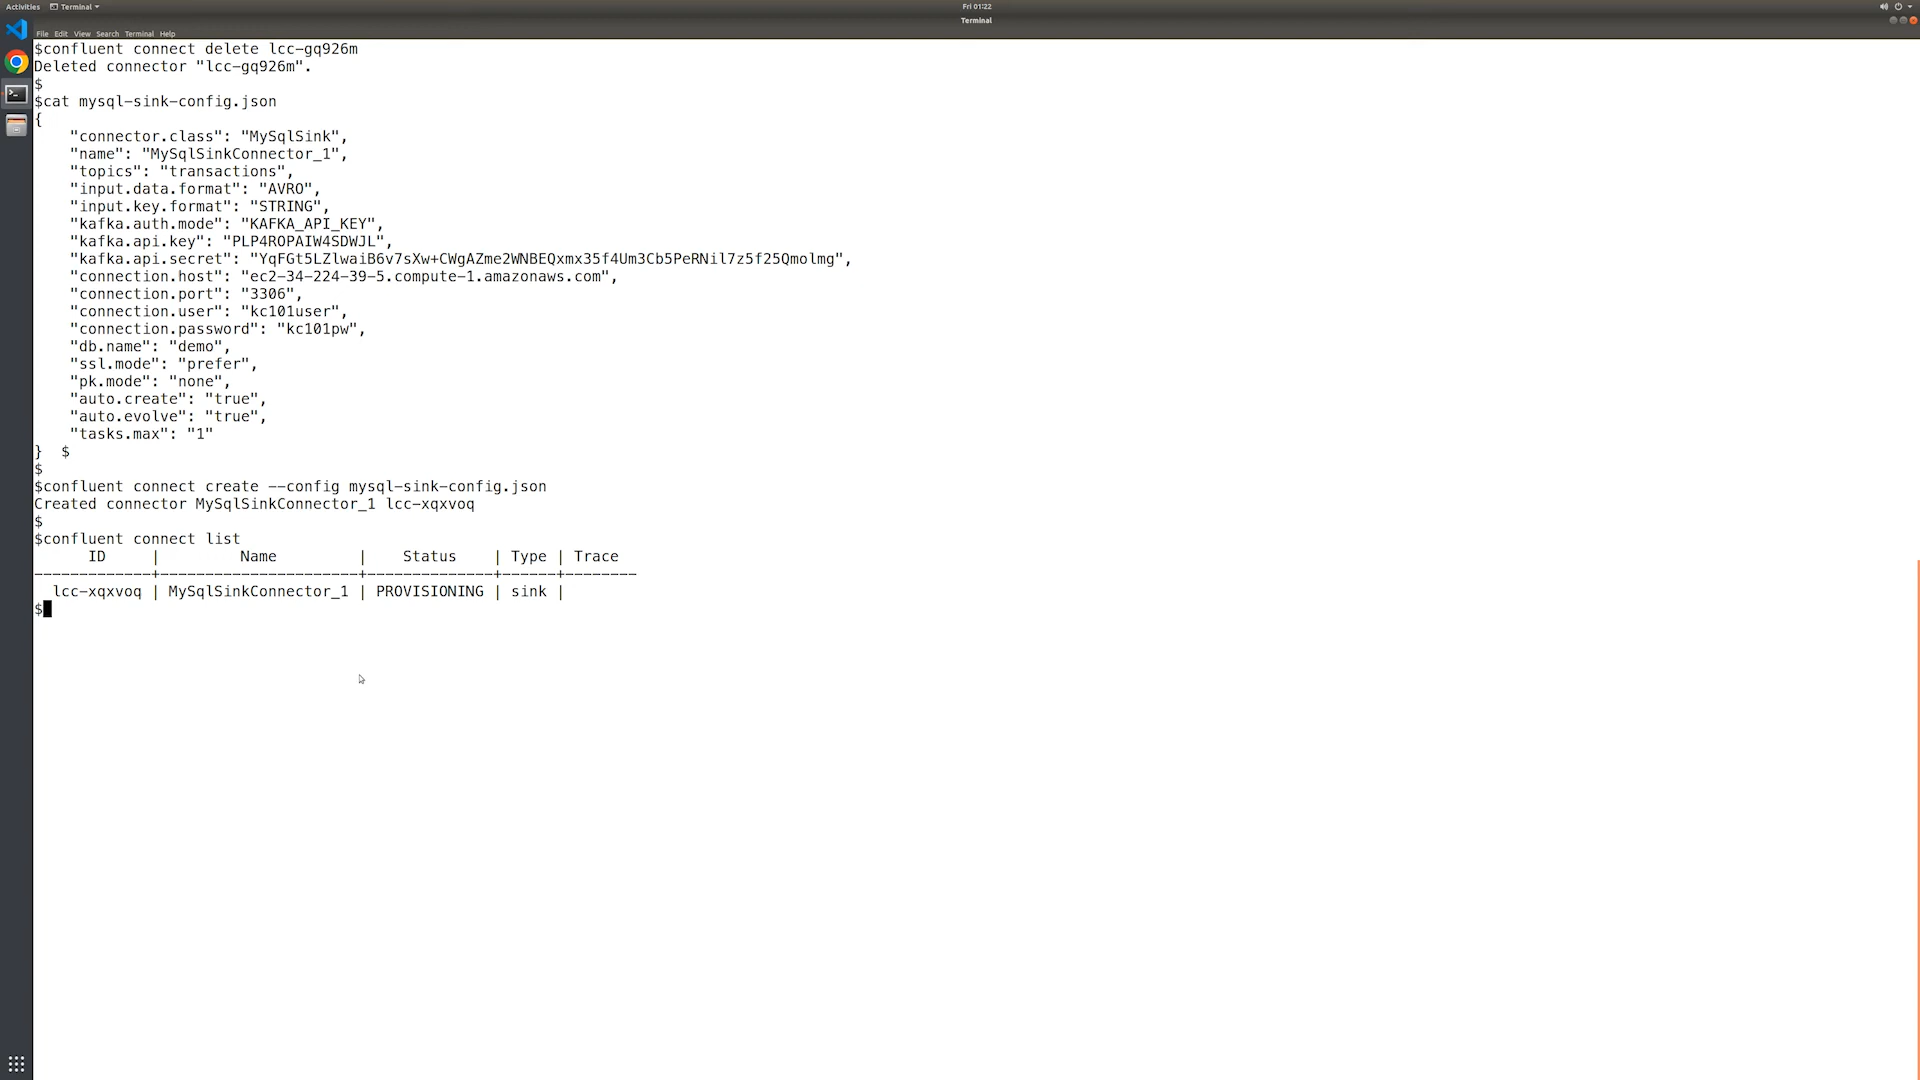 Activities Terminal Fri 01:22
Terminal
File Edit View Search Terminal Help
$confluent connect delete lcc-gq926m
Deleted connector "lcc-gq926m".
$
$cat mysql-sink-config.json
{
    "connector.class": "MySqlSink",
    "name": "MySqlSinkConnector_1",
    "topics": "transactions",
    "input.data.format": "AVRO",
    "input.key.format": "STRING",
    "kafka.auth.mode": "KAFKA_API_KEY",
    "kafka.api.key": "PLP4ROPAIW4SDWJL",
    "kafka.api.secret": "YqFGt5LZlwaiB6v7sXw+CWgAZme2WNBEQxmx35f4Um3Cb5PeRNil7z5f25Qmolmg",
    "connection.host": "ec2-34-224-39-5.compute-1.amazonaws.com",
    "connection.port": "3306",
    "connection.user": "kc101user",
    "connection.password": "kc101pw",
    "db.name": "demo",
    "ssl.mode": "prefer",
    "pk.mode": "none",
    "auto.create": "true",
    "auto.evolve": "true",
    "tasks.max": "1"
}  $
$
$confluent connect create --config mysql-sink-config.json
Created connector MySqlSinkConnector_1 lcc-xqxvoq
$
$confluent connect list
      ID     |         Name         |    Status    | Type | Trace
-------------+----------------------+--------------+------+--------
  lcc-xqxvoq | MySqlSinkConnector_1 | PROVISIONING | sink |
$